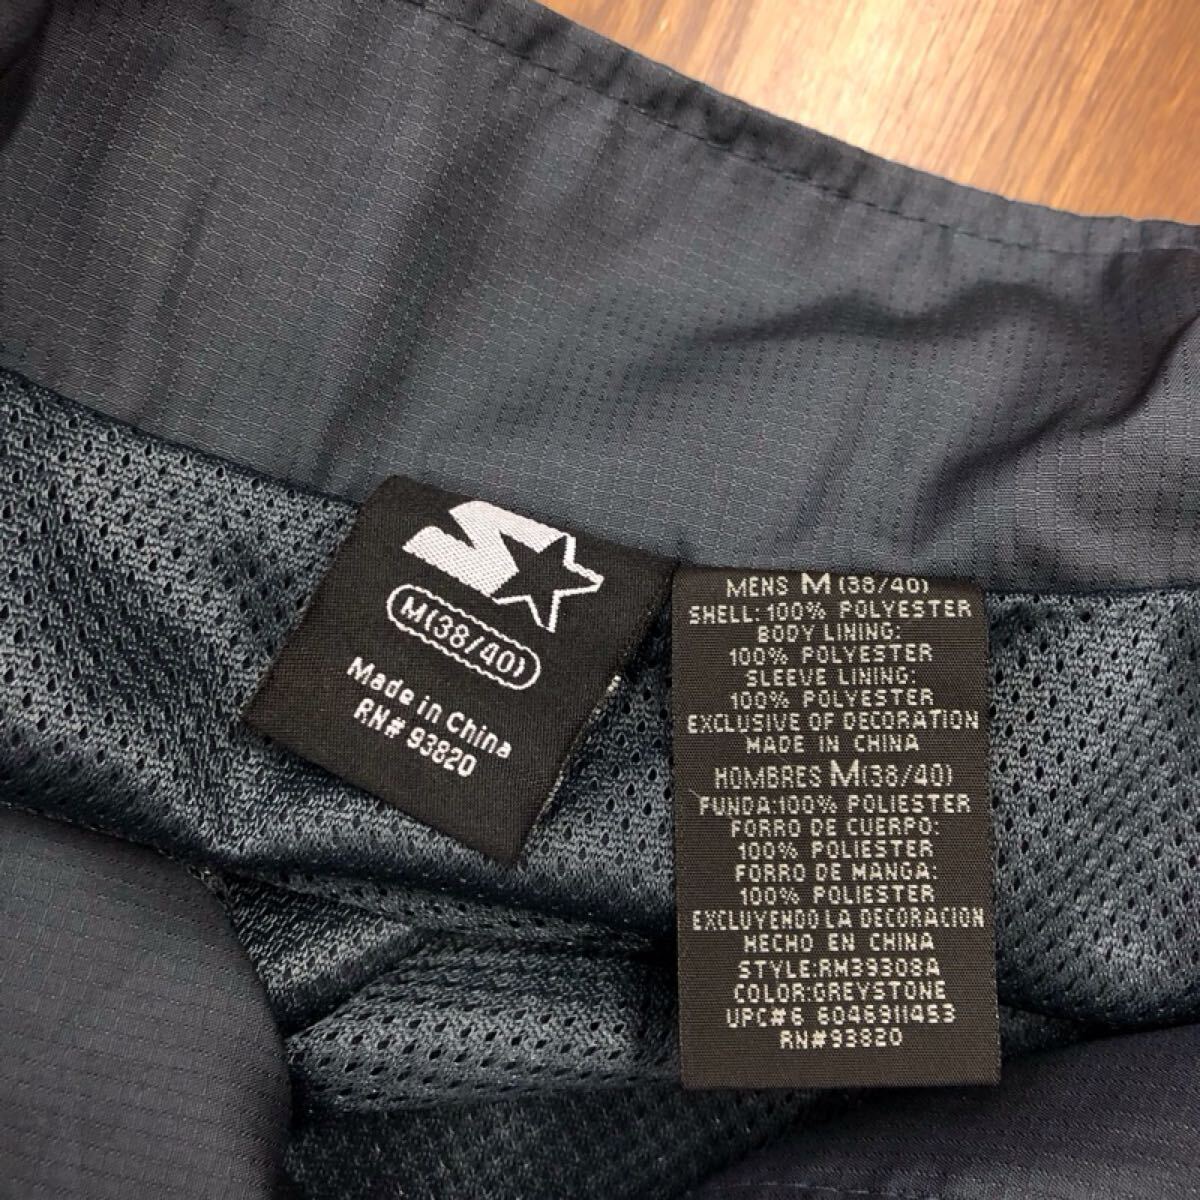 M(38/40)
Made in China
RN# 93820
MENS M (38/40)
SHELL: 100% POLYESTER
BODY LINING:
100% POLYESTER
SLEEVE LINING:
100% POLYESTER
EXCLUSIVE OF DECORATION
MADE IN CHINA
HOMBRES M(38/40)
FUNDA:100% POLIESTER
FORRO DE CUERPO:
100% POLIESTER
FORRO DE MANGA:
100% POLIESTER
EXCLUYENDO LA DECORACION
HECHO EN CHINA
STYLE:RM39308A
COLOR:GREYSTONE
UPC#6 6046911453
RN#93820